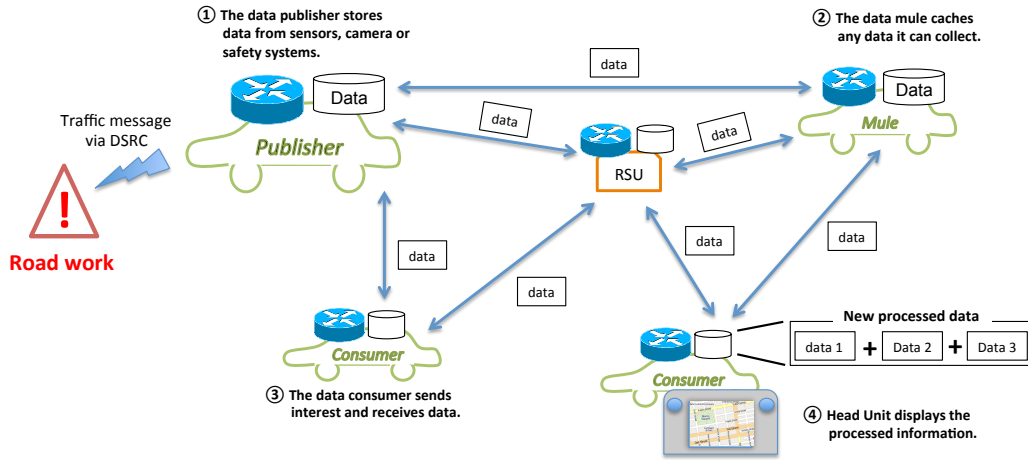 ① The data publisher stores
data from sensors, camera or
safety systems.
② The data mule caches
any data it can collect.
data
Data
Data
Traffic message
via DSRC
data
data
Publisher
Mule
RSU
!
Road work
data
data
data
data
New processed data
data 1 + Data 2 + Data 3
Consumer
Consumer
③ The data consumer sends
interest and receives data.
④ Head Unit displays the
processed information.